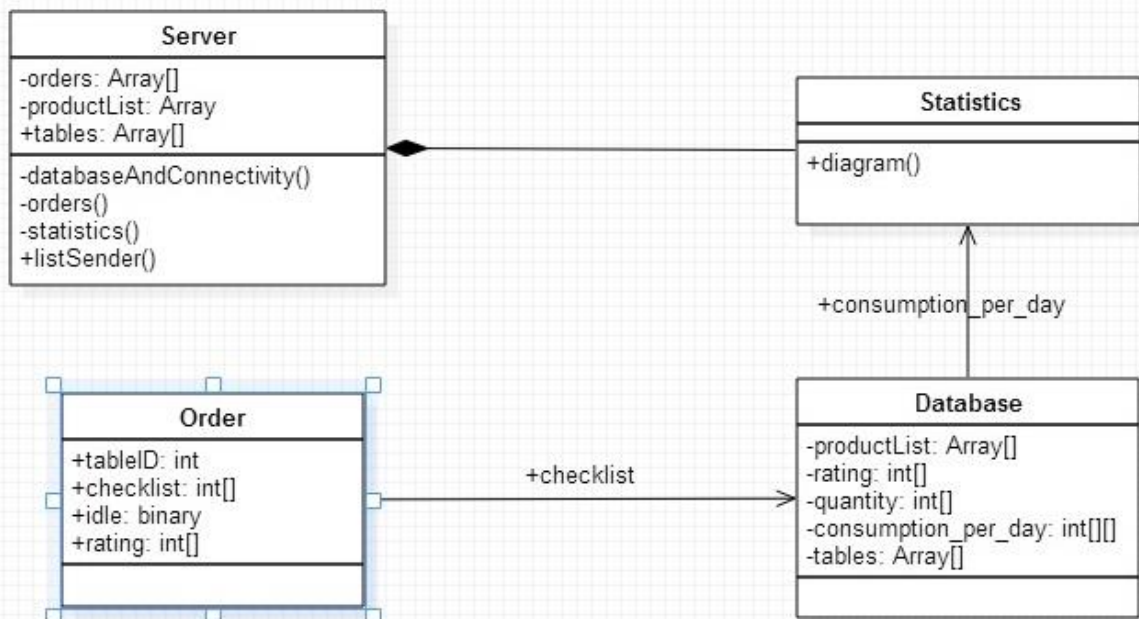 Server
-orders: Array[]
-productList: Array
+tables: Array[]
-databaseAndConnectivity()
-orders()
-statistics()
+listSender()
Statistics
+diagram()
+consumption_per_day
Order
+tableID: int
+checklist: int[]
+idle: binary
+rating: int[]
+checklist
Database
-productList: Array[]
-rating: int[]
-quantity: int[]
-consumption_per_day: int[][]
-tables: Array[]